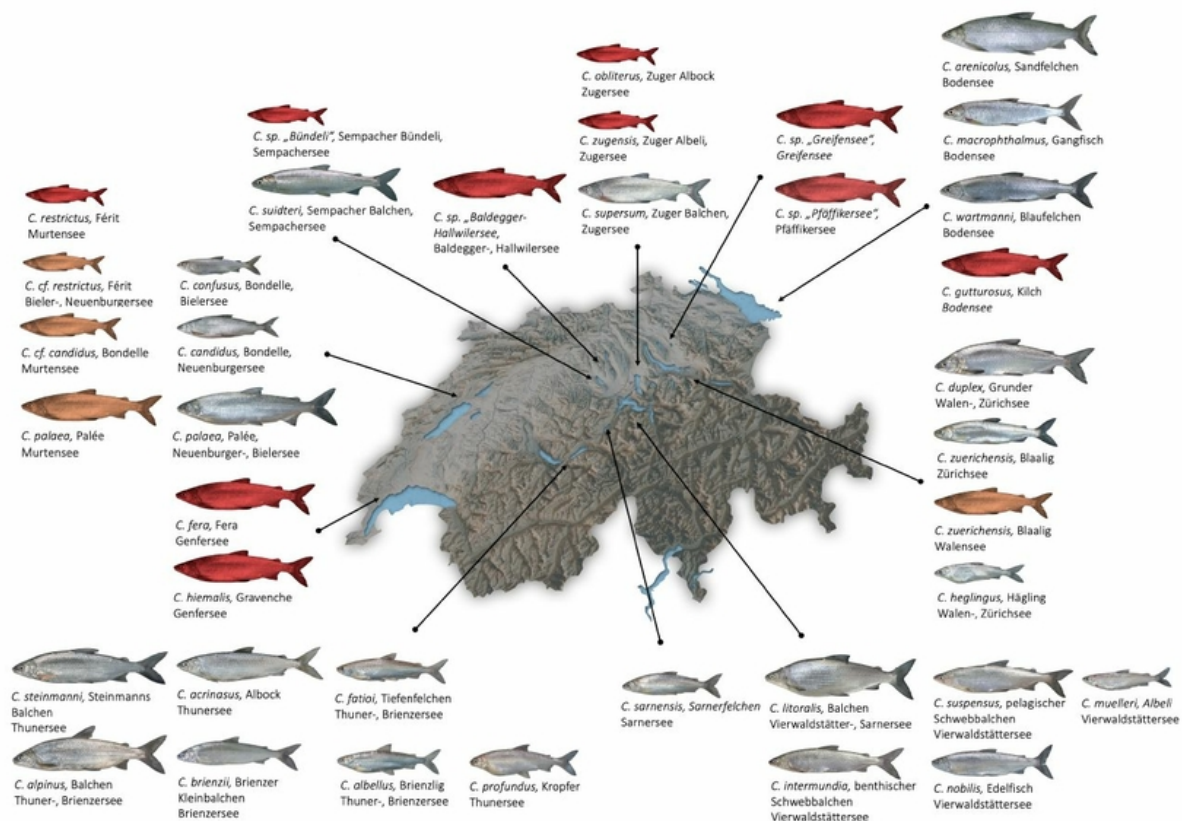 C. arenicolus, Sandfelchen
Bodensee
C. obliterus, Zuger Albock
Zugersee
C. sp. „Bündeli“, Sempacher Bündeli,
Sempachersee
C. zugensis, Zuger Albeli,
Zugersee
C. sp. „Greifensee“,
Greifensee
C. macrophthalmus, Gangfisch
Bodensee
C. restrictus, Férit
Murtensee
C. suidteri, Sempacher Balchen,
Sempachersee
C. sp. „Baldegger-
Hallwilersee,
Baldegger-, Hallwilersee
C. supersum, Zuger Balchen,
Zugersee
C. sp. „Pfäffikersee“,
Pfäffikersee
C. wartmanni, Blaufelchen
Bodensee
C. cf. restrictus, Férit
Bieler-, Neuenburgersee
C. confusus, Bondelle,
Bielersee
C. gutturosus, Kilch
Bodensee
C. cf. candidus, Bondelle
Murtensee
C. candidus, Bondelle,
Neuenburgersee
C. duplex, Grunder
Walen-, Zürichsee
C. palaea, Palée
Murtensee
C. palaea, Palée,
Neuenburger-, Bielersee
C. zuerichensis, Blaalig
Zürichsee
C. fera, Fera
Genfersee
C. zuerichensis, Blaalig
Walensee
C. hiemalis, Gravenche
Genfersee
C. heglingus, Hägling
Walen-, Zürichsee
C. steinmanni, Steinmanns
Balchen
Thunersee
C. acrinasus, Albock
Thunersee
C. fatioi, Tiefenfelchen
Thuner-, Brienzersee
C. sarnensis, Sarnerfelchen
Sarnersee
C. litoralis, Balchen
Vierwaldstätter-, Sarnersee
C. suspensus, pelagischer
Schwebbalchen
Vierwaldstättersee
C. muelleri, Albeli
Vierwaldstättersee
C. alpinus, Balchen
Thuner-, Brienzersee
C. brienzii, Brienzer
Kleinbalchen
Brienzersee
C. albellus, Brienzlig
Thuner-, Brienzersee
C. profundus, Kropfer
Thunersee
C. intermundia, benthischer
Schwebbalchen
Vierwaldstättersee
C. nobilis, Edelfisch
Vierwaldstättersee